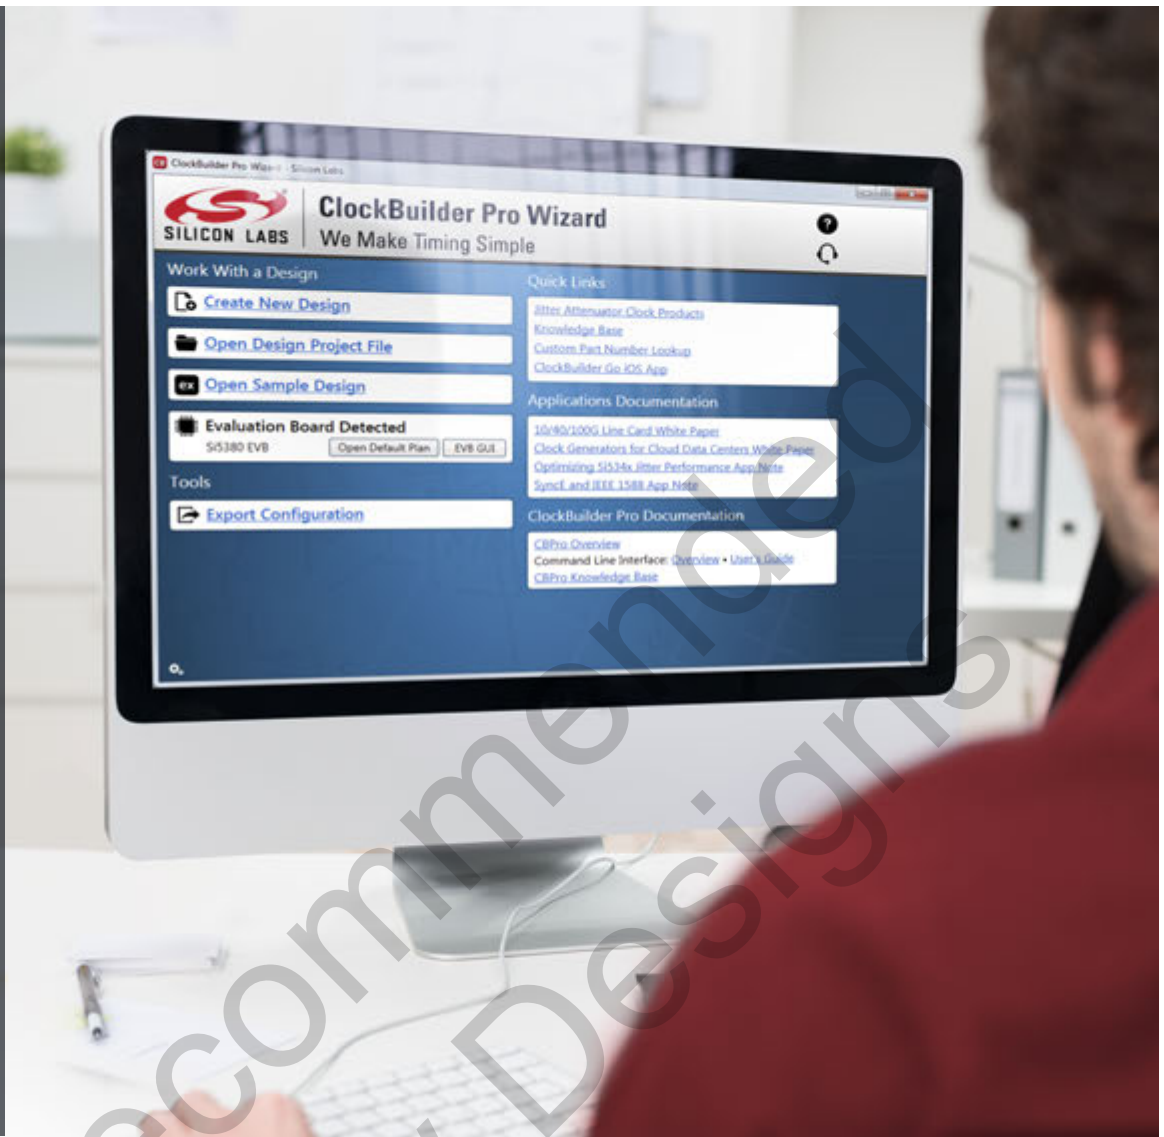 ClockBuilder Pro Wizard - Silicon Labs
SILICON LABS
ClockBuilder Pro Wizard
We Make Timing Simple
?
Work With a Design
Create New Design
Open Design Project File
ex Open Sample Design
Evaluation Board Detected
Si5380 EVB Open Default Plan EVB GUI
Tools
Export Configuration
Quick Links
Jitter Attenuator Clock Products
Knowledge Base
Custom Part Number Lookup
ClockBuilder Go iOS App
Applications Documentation
10/40/100G Line Card White Paper
Clock Generators for Cloud Data Centers White Paper
Optimizing Si534x Jitter Performance App Note
SyncE and IEEE 1588 App Note
ClockBuilder Pro Documentation
CBPro Overview
Command Line Interface: Overview • User's Guide
CBPro Knowledge Base
ecommended
Designs